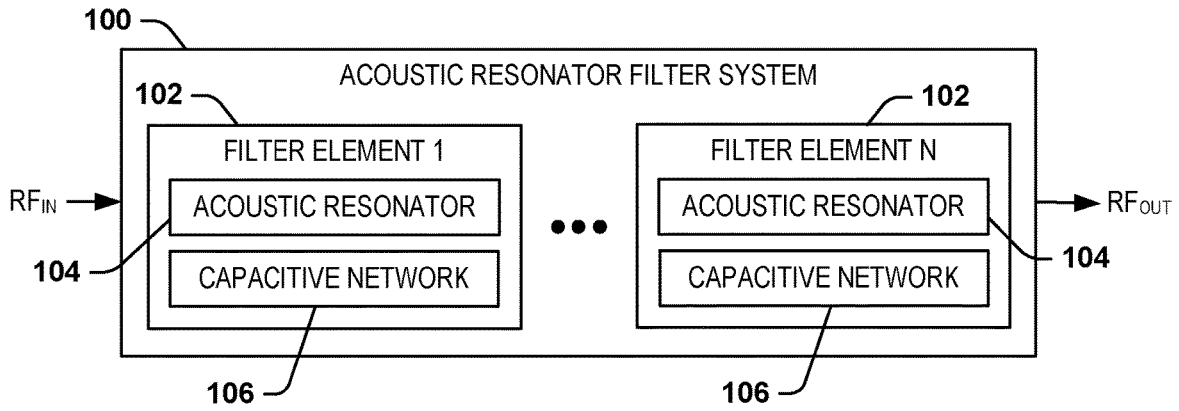 100
ACOUSTIC RESONATOR FILTER SYSTEM
102
102
FILTER ELEMENT 1
FILTER ELEMENT N
RFIN
ACOUSTIC RESONATOR
ACOUSTIC RESONATOR
RFOUT
104
104
CAPACITIVE NETWORK
CAPACITIVE NETWORK
106
106